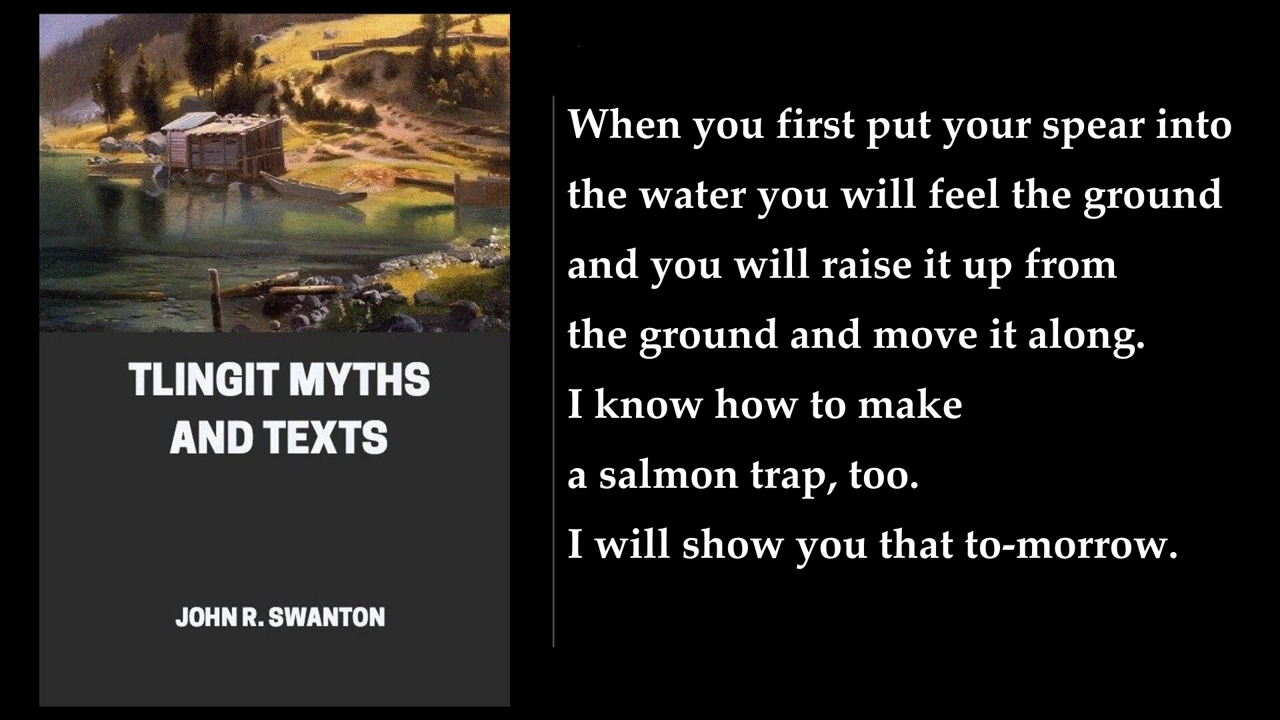 TLINGIT MYTHS
AND TEXTS
JOHN R. SWANTON
When you first put your spear into
the water you will feel the ground
and you will raise it up from
the ground and move it along.
I know how to make
a salmon trap, too.
I will show you that to-morrow.